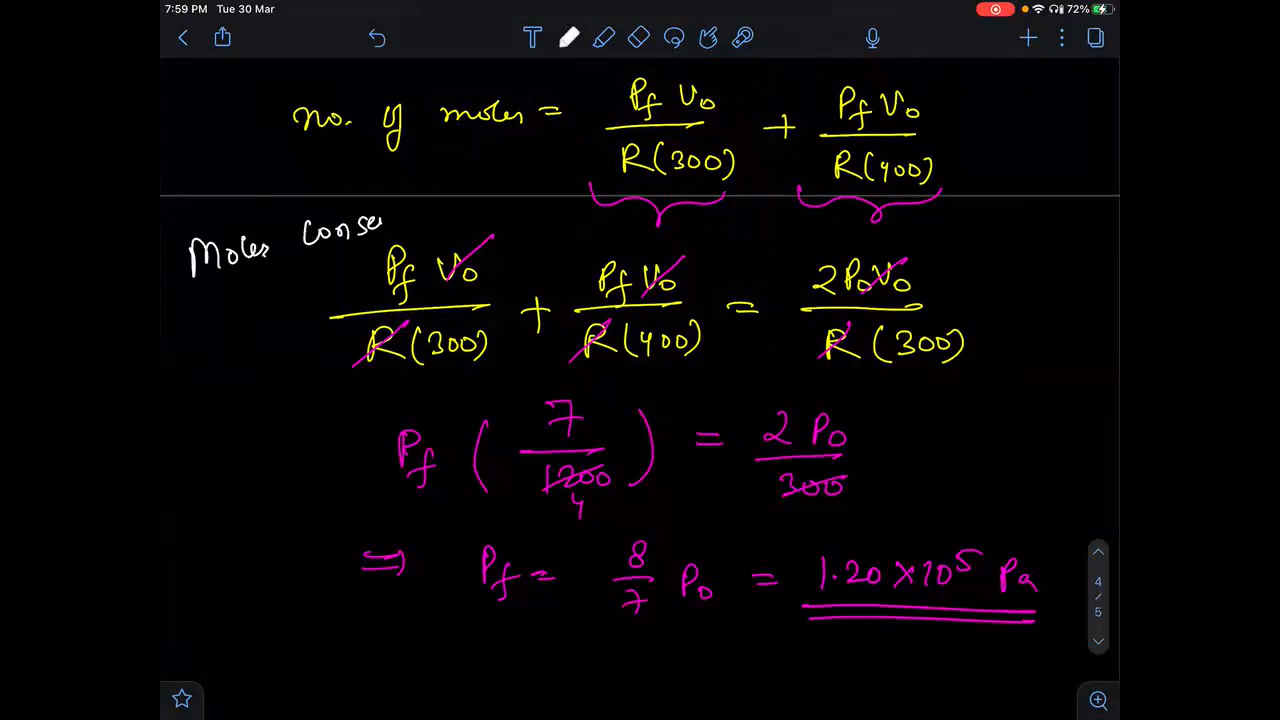 7:59 PM Tue 30 Mar 72%
no. of moles = Pf V0 / R(300) + Pf V0 / R(400)
Moles conse
Pf V0 / R(300) + Pf V0 / R(400) = 2P0V0 / R(300)
Pf ( 7 / 1200 ) = 2 P0 / 300
4
⇒ Pf = 8/7 P0 = 1.20 × 10^5 Pa
4 / 5